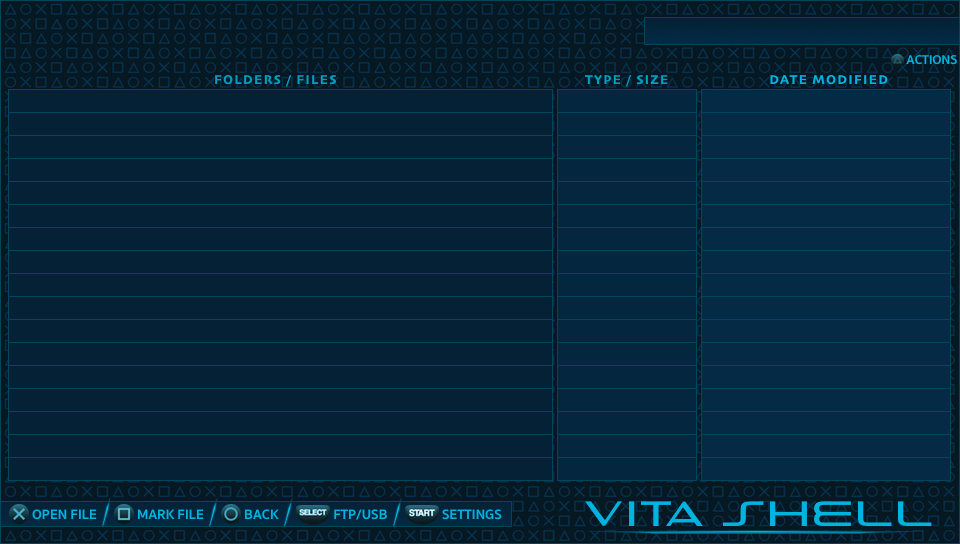 ACTIONS
FOLDERS / FILES TYPE / SIZE DATE MODIFIED
OPEN FILE MARK FILE BACK SELECT FTP/USB START SETTINGS
VITA SHELL